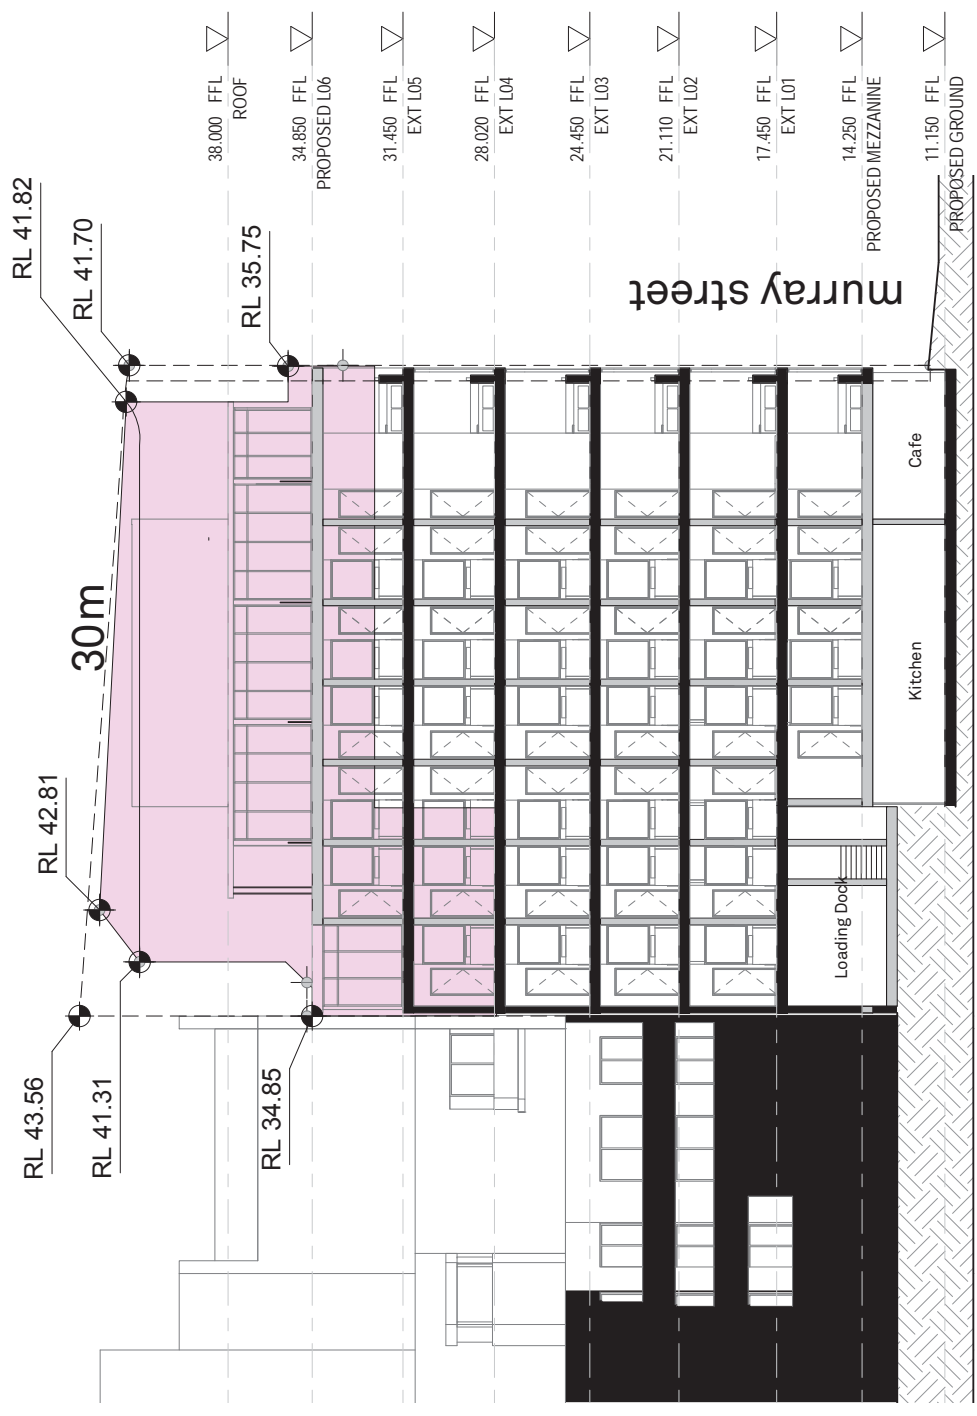 38.000 FFL
ROOF
34.850 FFL
PROPOSED L06
31.450 FFL
EXT L05
28.020 FFL
EXT L04
24.450 FFL
EXT L03
21.110 FFL
EXT L02
17.450 FFL
EXT L01
14.250 FFL
PROPOSED MEZZANINE
11.150 FFL
PROPOSED GROUND
RL 41.82
RL 41.70
RL 35.75
murray street
30m
RL 42.81
RL 43.56
RL 41.31
RL 34.85
Cafe
Kitchen
Loading Dock